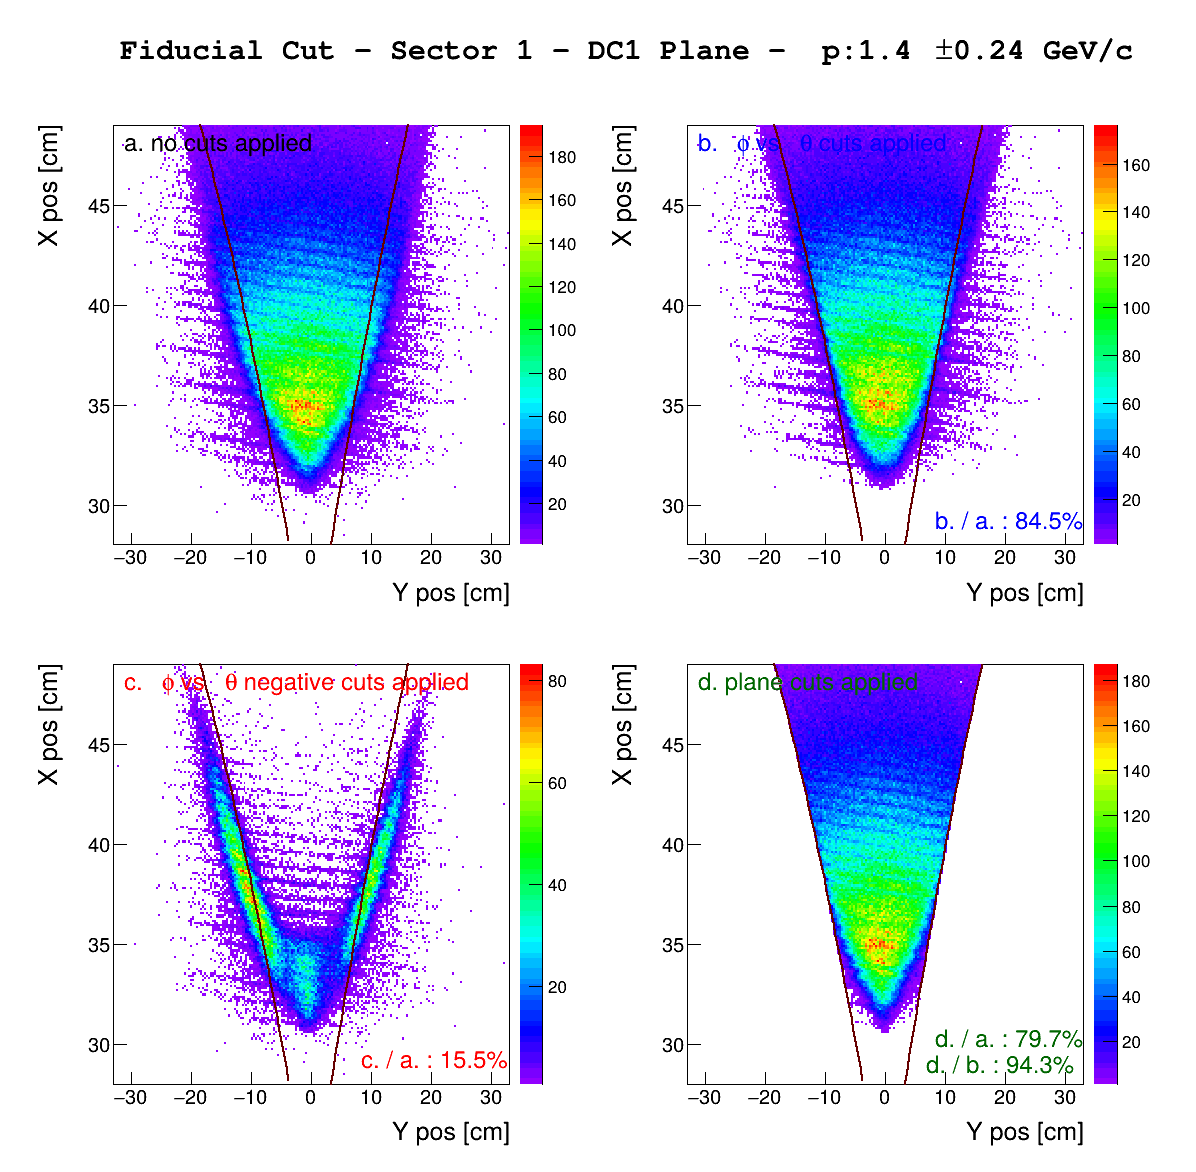 Fiducial Cut − Sector 1 − DC1 Plane −  p:1.4 ±0.24 GeV/c
a. no cuts applied
X pos [cm]
45
40
35
30
−30 −20 −10 0 10 20 30
Y pos [cm]
180
160
140
120
100
80
60
40
20
b. ϕ vs. θ cuts applied
X pos [cm]
45
40
35
30
b. / a. : 84.5%
−30 −20 −10 0 10 20 30
Y pos [cm]
160
140
120
100
80
60
40
20
c. ϕ vs. θ negative cuts applied
X pos [cm]
45
40
35
30
c. / a. : 15.5%
−30 −20 −10 0 10 20 30
Y pos [cm]
80
60
40
20
d. plane cuts applied
X pos [cm]
45
40
35
30
d. / a. : 79.7%
d. / b. : 94.3%
−30 −20 −10 0 10 20 30
Y pos [cm]
180
160
140
120
100
80
60
40
20